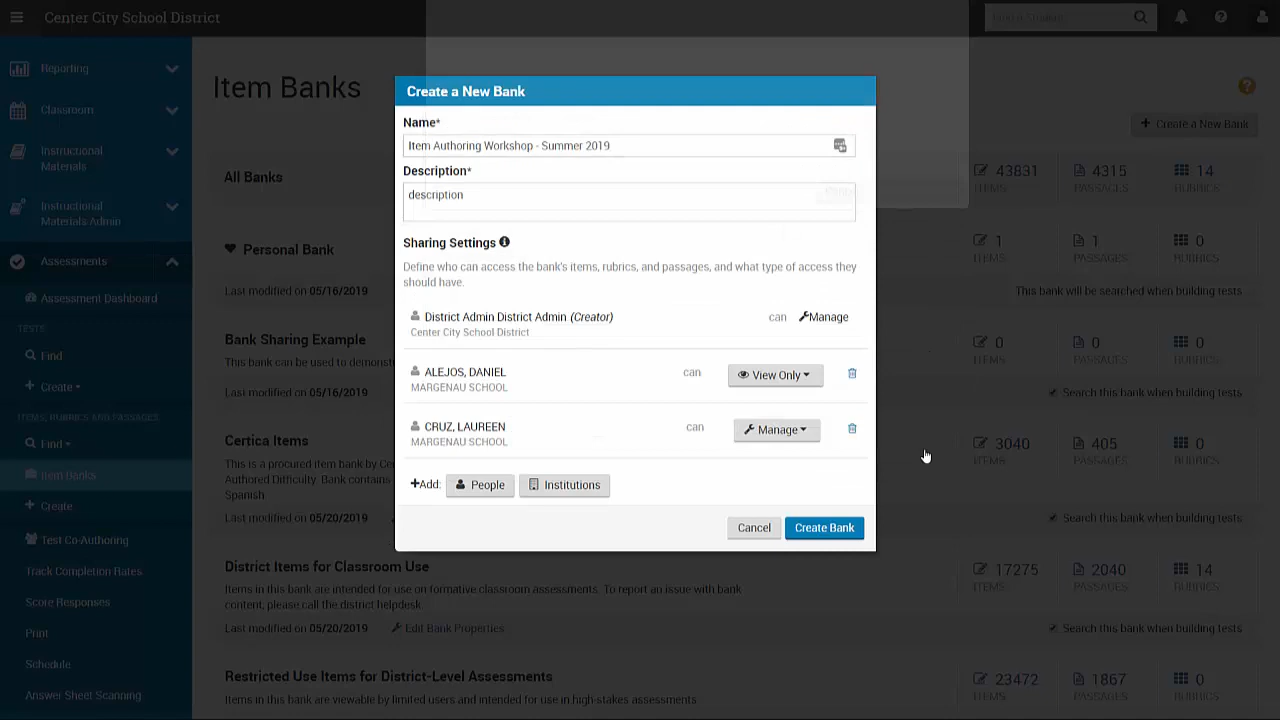 Center City School District
Reporting
Classroom
Instructional
Materials
Instructional
Materials Admin
Assessments
Assessment Dashboard
TESTS
Find
Create
ITEMS, RUBRICS AND PASSAGES
Find
Item Banks
Create
Test Co-Authoring
Track Completion Rates
Score Responses
Print
Schedule
Answer Sheet Scanning
Item Banks
+ Create a New Bank
All Banks
43831 4315 14
ITEMS PASSAGES RUBRICS
Personal Bank
1 1 0
ITEMS PASSAGES RUBRICS
Last modified on 05/16/2019
This bank will be searched when building tests
Bank Sharing Example
0 0 0
ITEMS PASSAGES RUBRICS
This bank can be used to demonst
Last modified on 05/16/2019
Search this bank when building tests
Certica Items
3040 405 0
ITEMS PASSAGES RUBRICS
This is a procured item bank by Ce
Authored Difficulty. Bank contains
Spanish
Last modified on 05/20/2019
Search this bank when building tests
District Items for Classroom Use
17275 2040 14
ITEMS PASSAGES RUBRICS
Items in this bank are intended for use on formative classroom assessments. To report an issue with bank
content, please call the district helpdesk.
Last modified on 05/20/2019 Edit Bank Properties
Search this bank when building tests
Restricted Use Items for District-Level Assessments
23472 1867 0
ITEMS PASSAGES RUBRICS
Items in this bank are viewable by limited users and intended for use in high-stakes assessments
Create a New Bank
Name*
Item Authoring Workshop - Summer 2019
Description*
description
Sharing Settings
Define who can access the bank's items, rubrics, and passages, and what type of access they
should have.
District Admin District Admin (Creator) can Manage
Center City School District
ALEJOS, DANIEL can View Only
MARGENAU SCHOOL
CRUZ, LAUREEN can Manage
MARGENAU SCHOOL
+Add: People Institutions
Cancel Create Bank